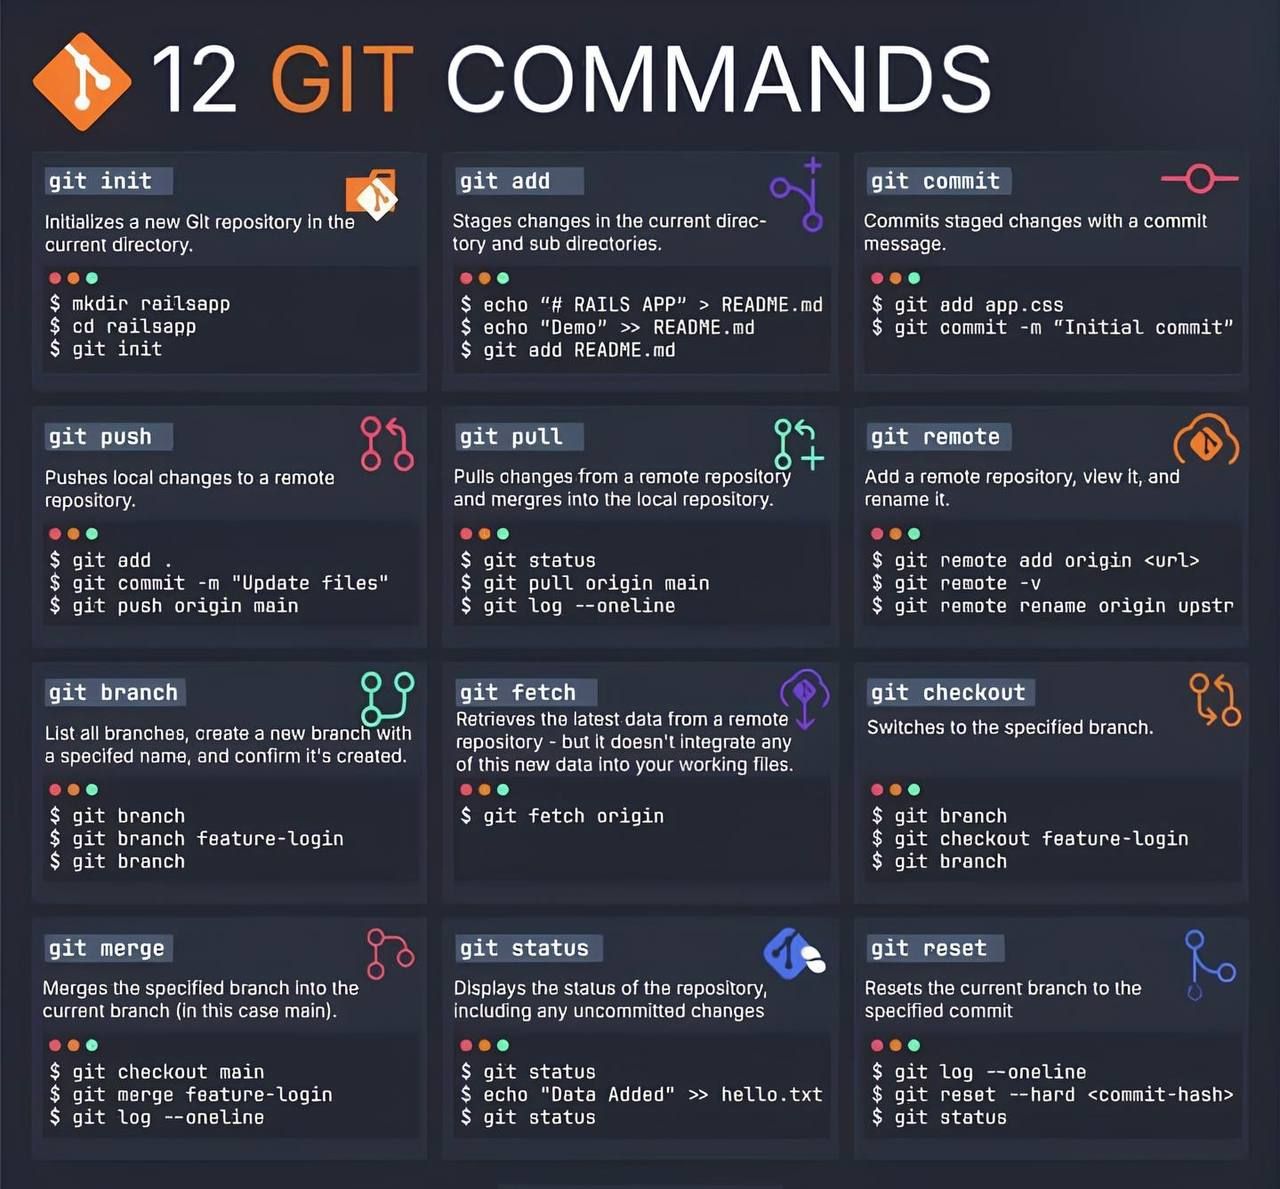 12 GIT COMMANDS
git init
Initializes a new GIt repository in the
current directory.
$ mkdir railsapp
$ cd railsapp
$ git init
git add
Stages changes in the current direc-
tory and sub directories.
$ echo “# RAILS APP” > README.md
$ echo "Demo” >> README.md
$ git add README.md
git commit
Commits staged changes with a commit
message.
$ git add app.css
$ git commit -m “Initial commit”
git push
Pushes local changes to a remote
repository.
$ git add .
$ git commit -m "Update files"
$ git push origin main
git pull
Pulls changes from a remote repository
and mergres into the local repository.
$ git status
$ git pull origin main
$ git log --oneline
git remote
Add a remote repository, vlew it, and
rename it.
$ git remote add origin <url>
$ git remote -v
$ git remote rename origin upstr
git branch
List all branches, create a new branch with
a specifed name, and confirm it's created.
$ git branch
$ git branch feature-login
$ git branch
git fetch
Retrieves the latest data from a remote
repository - but it doesn't integrate any
of this new data into your working files.
$ git fetch origin
git checkout
Switches to the specified branch.
$ git branch
$ git checkout feature-login
$ git branch
git merge
Merges the specified branch into the
current branch (in this case main).
$ git checkout main
$ git merge feature-login
$ git log --oneline
git status
Displays the status of the repository,
including any uncommitted changes
$ git status
$ echo "Data Added" >> hello.txt
$ git status
git reset
Resets the current branch to the
specified commit
$ git log --oneline
$ git reset --hard <commit-hash>
$ git status